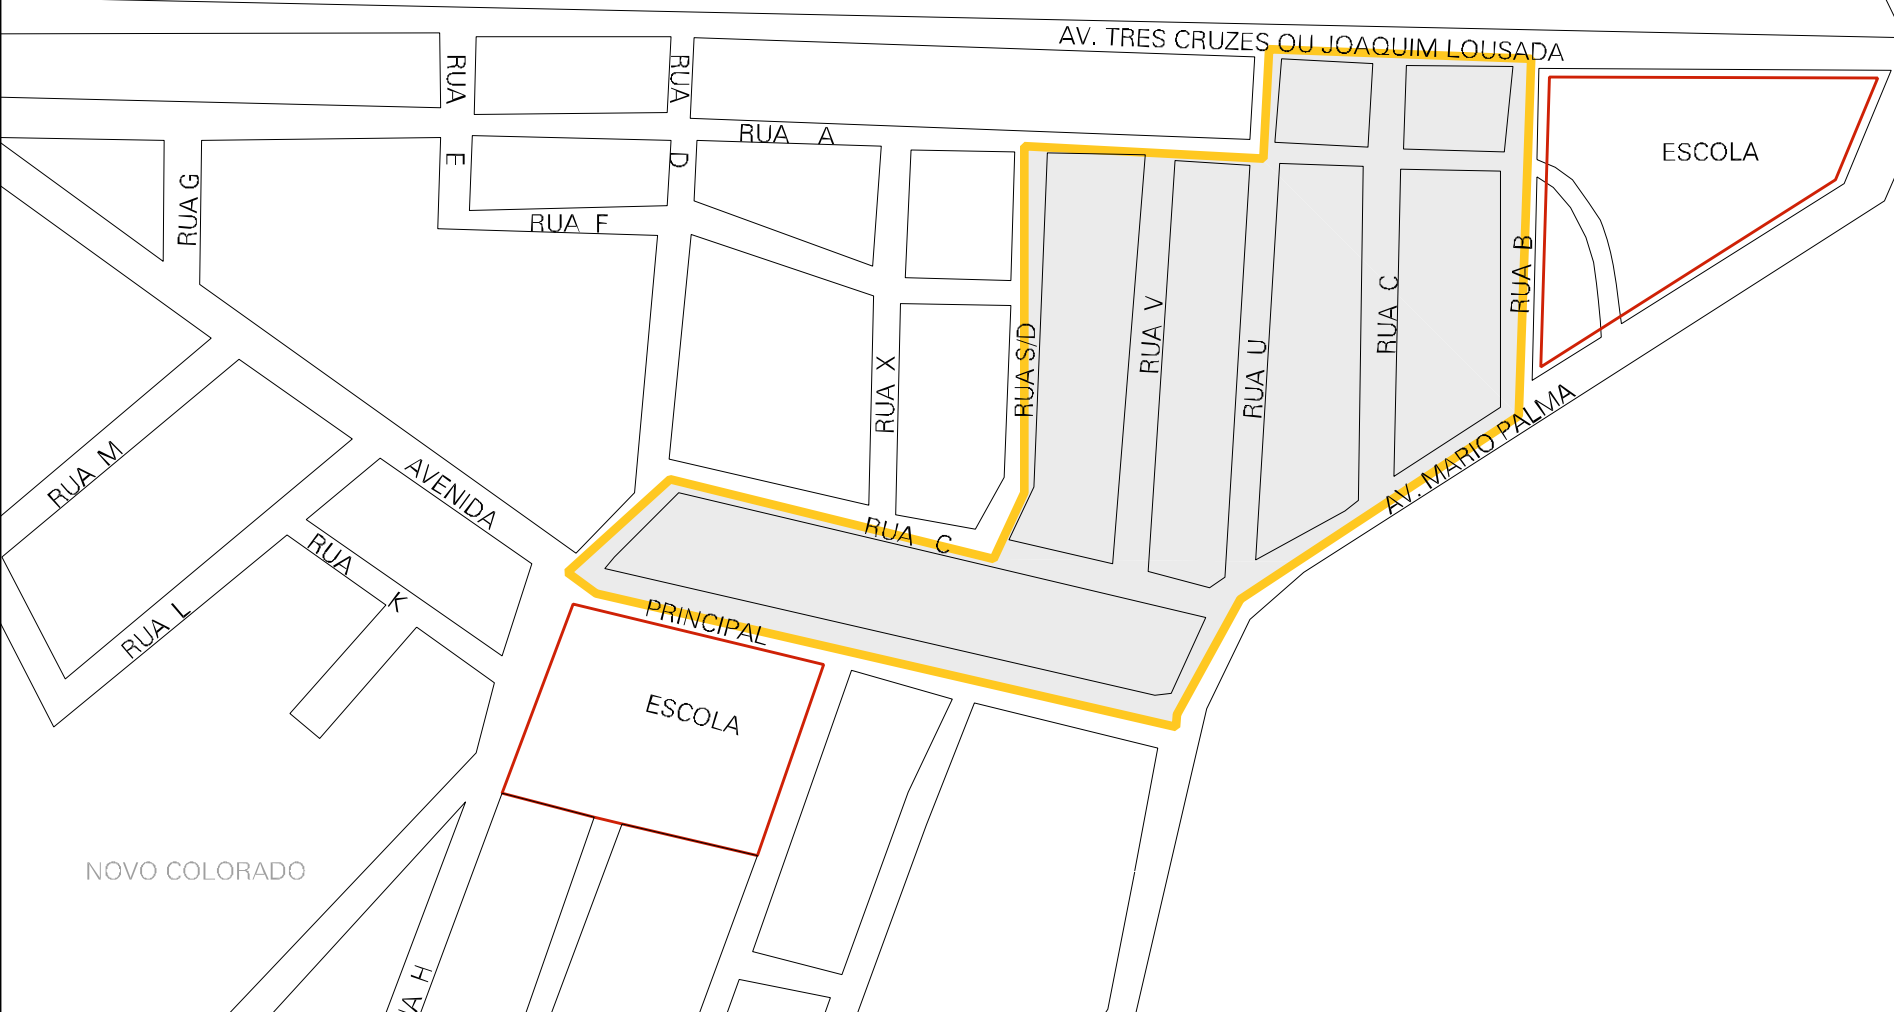 AV. TRES CRUZES OU JOAQUIM LOUSADA
RUA E
RUA D
RUA A
ESCOLA
RUA G
RUA F
RUA B
RUA C
RUA V
RUA S/D
RUA U
RUA X
AV. MARIO PALMA
RUA M
AVENIDA
RUA C
RUA K
RUA L
PRINCIPAL
ESCOLA
NOVO COLORADO
UA H